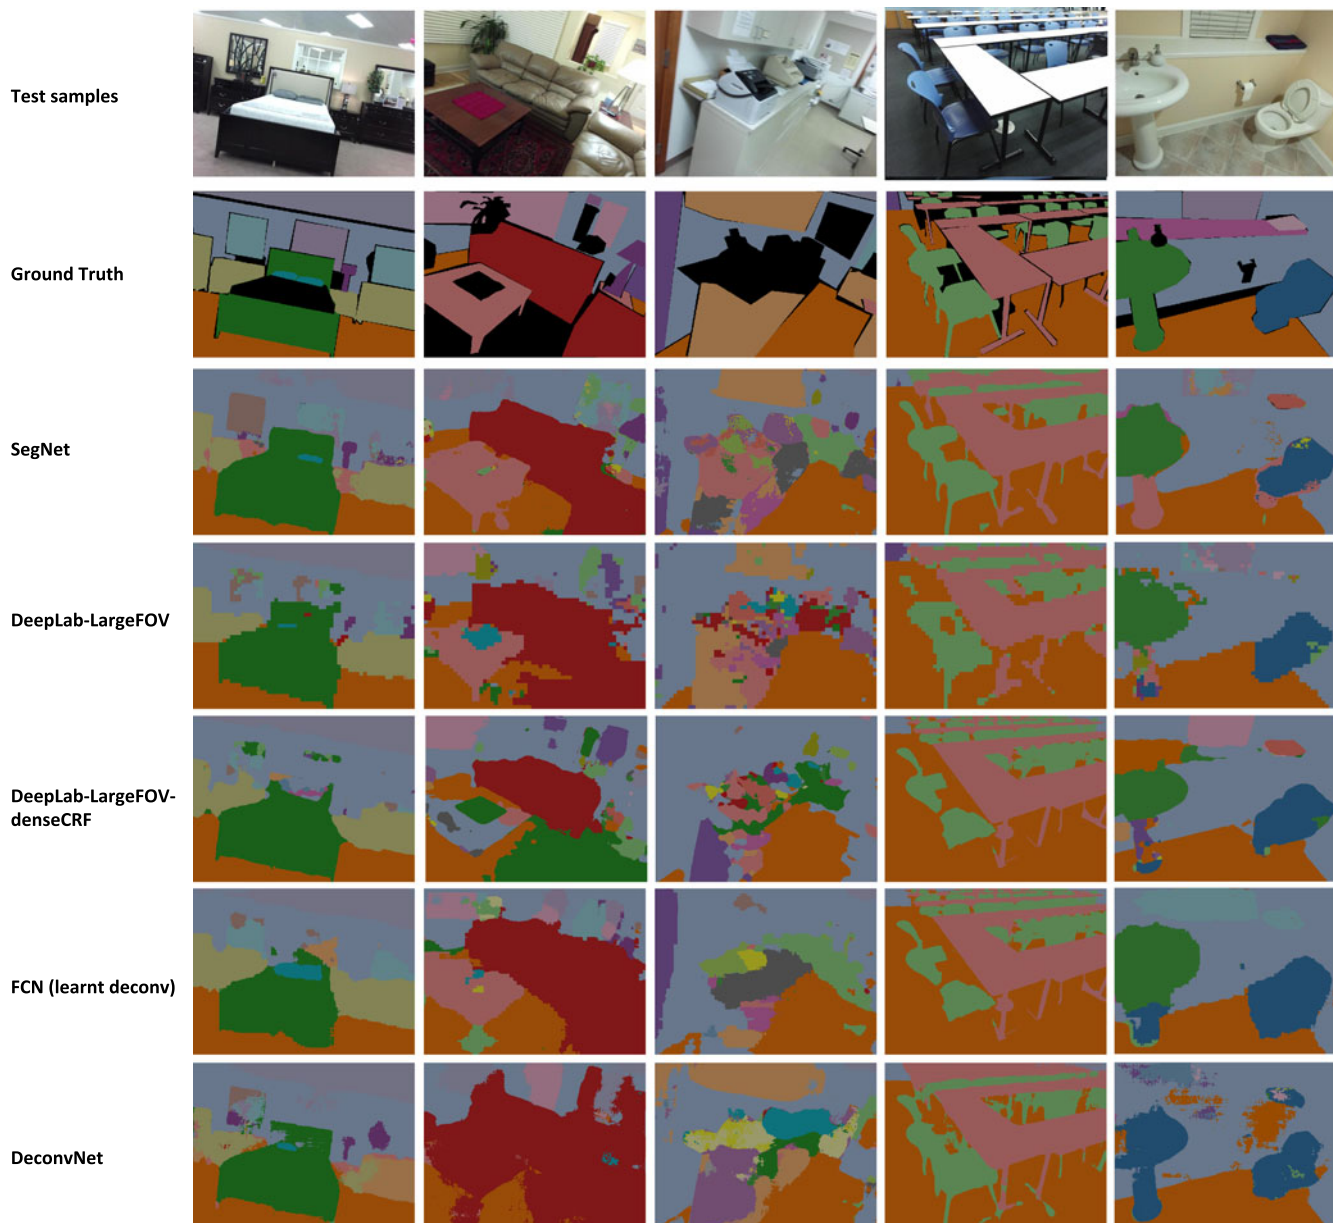 Test samples
Ground Truth
SegNet
DeepLab-LargeFOV
DeepLab-LargeFOV-
denseCRF
FCN (learnt deconv)
DeconvNet